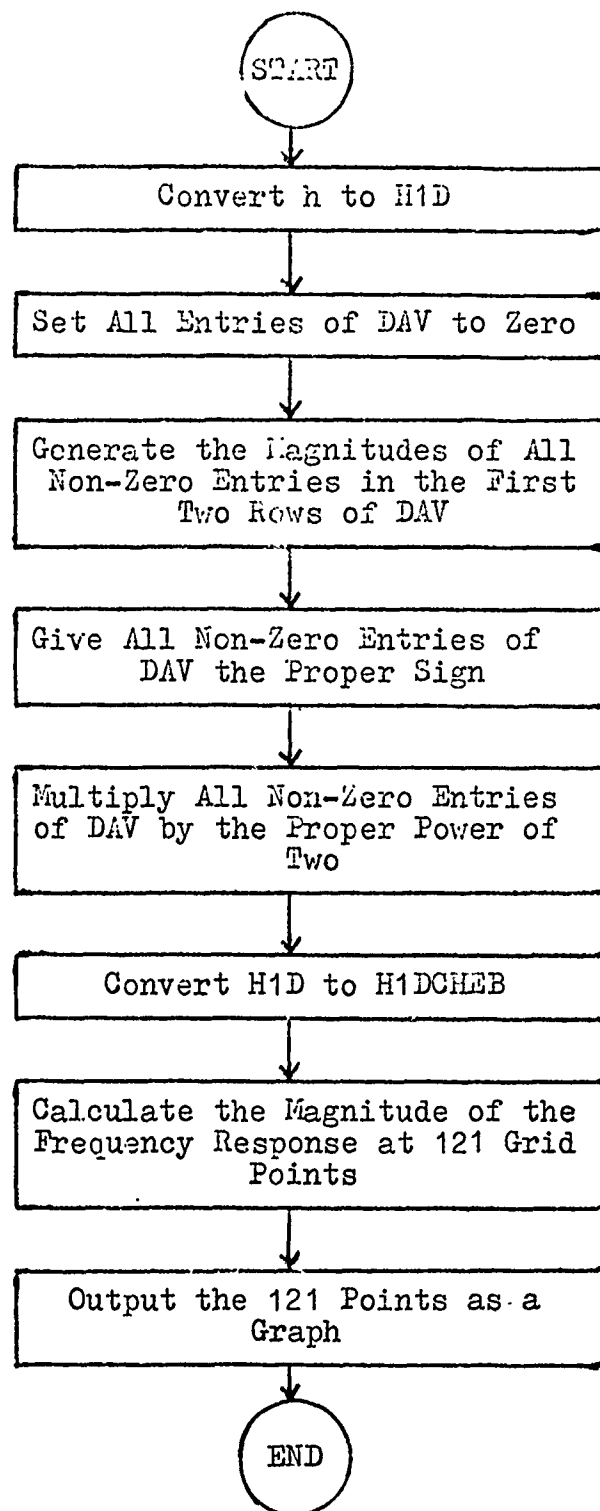 START
Convert h to H1D
Set All Entries of DAV to Zero
Generate the Magnitudes of All
Non-Zero Entries in the First
Two Rows of DAV
Give All Non-Zero Entries of
DAV the Proper Sign
Multiply All Non-Zero Entries
of DAV by the Proper Power of
Two
Convert H1D to H1DCHEB
Calculate the Magnitude of the
Frequency Response at 121 Grid
Points
Output the 121 Points as a
Graph
END